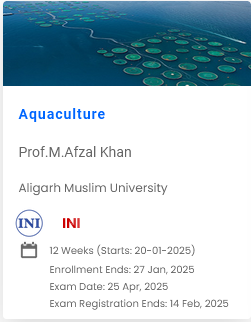 Aquaculture
Prof.M.Afzal Khan
Aligarh Muslim University
INI INI
12 Weeks (Starts: 20-01-2025)
Enrollment Ends: 27 Jan, 2025
Exam Date: 25 Apr, 2025
Exam Registration Ends: 14 Feb, 2025